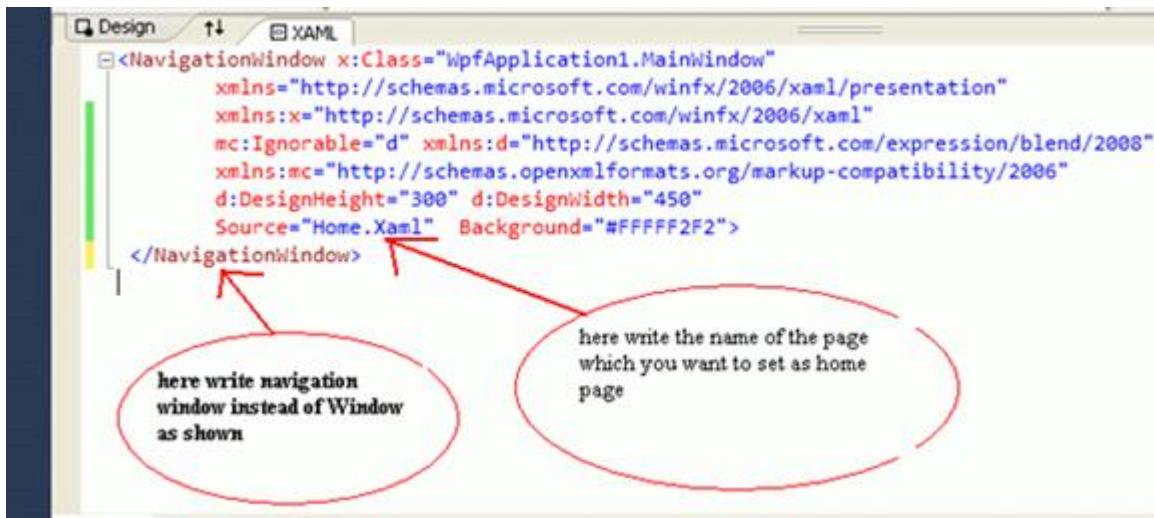 Design ↑↓ XAML
<NavigationWindow x:Class="WpfApplication1.MainWindow"
xmlns="http://schemas.microsoft.com/winfx/2006/xaml/presentation"
xmlns:x="http://schemas.microsoft.com/winfx/2006/xaml"
mc:Ignorable="d" xmlns:d="http://schemas.microsoft.com/expression/blend/2008"
xmlns:mc="http://schemas.openxmlformats.org/markup-compatibility/2006"
d:DesignHeight="300" d:DesignWidth="450"
Source="Home.Xaml" Background="#FFFFF2F2">
</NavigationWindow>
here write navigation
window instead of Window
as shown
here write the name of the page
which you want to set as home
page